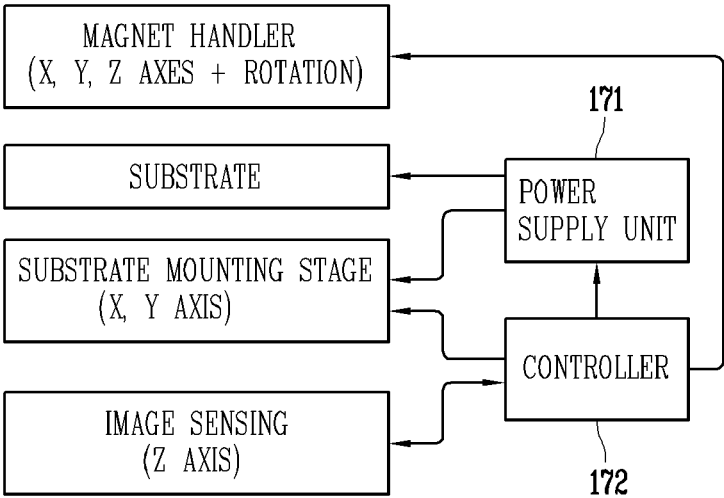 MAGNET HANDLER
(X, Y, Z AXES + ROTATION)
171
SUBSTRATE
POWER
SUPPLY UNIT
SUBSTRATE MOUNTING STAGE
(X, Y AXIS)
CONTROLLER
IMAGE SENSING
(Z AXIS)
172